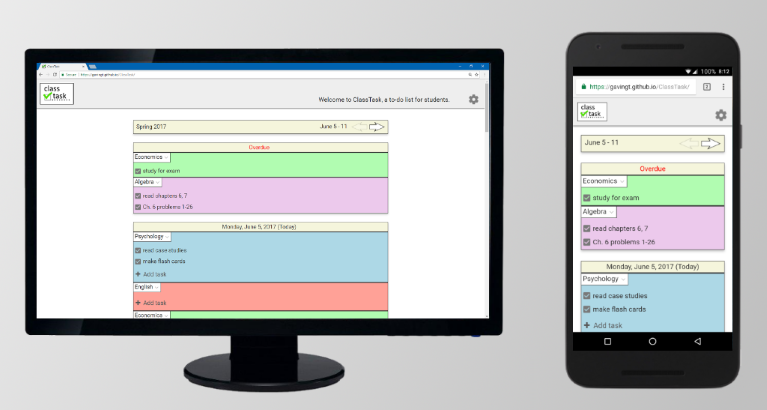 ClassTask
Secure
https://gavingt.github.io/ClassTask/
class
task
Welcome to ClassTask, a to-do list for students.
Spring 2017
June 5 - 11
Overdue
Economics
study for exam
Algebra
read chapters 6, 7
Ch. 6 problems 1-26
Monday, June 5, 2017 (Today)
Psychology
read case studies
make flash cards
+ Add task
English
+ Add task
Economics
100% 8:12
https://gavingt.github.io/ClassTask/
class
task
June 5 - 11
Overdue
Economics
study for exam
Algebra
read chapters 6, 7
Ch. 6 problems 1-26
Monday, June 5, 2017 (Today)
Psychology
read case studies
make flash cards
+ Add task